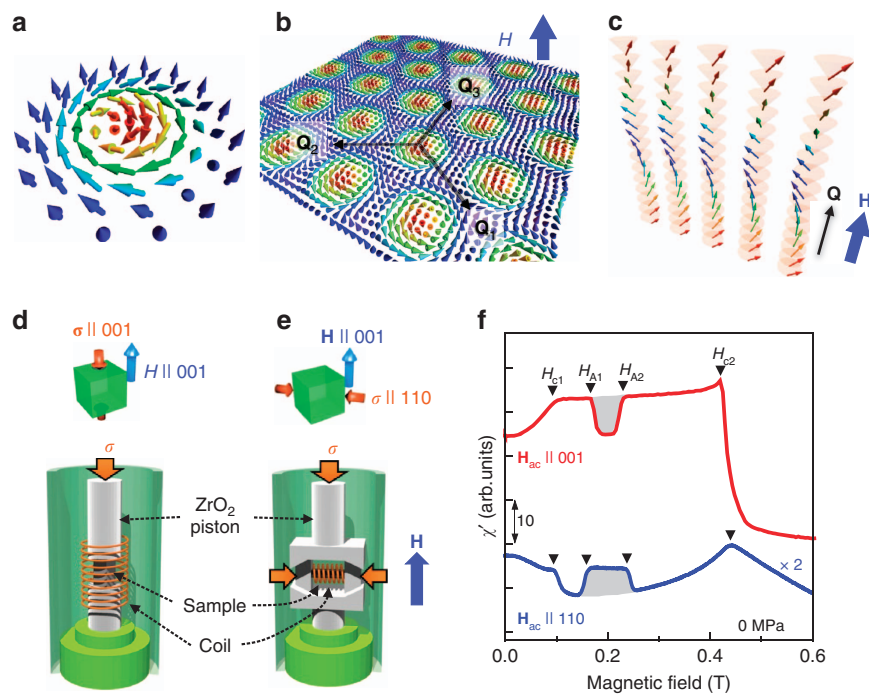 a
b
H
Q3
Q2
Q1
c
Q
H
d
σ || 001
H || 001
σ
e
H || 001
σ || 110
σ
ZrO2
piston
Sample
Coil
H
f
Hc1
HA1
HA2
Hc2
Hac || 001
10
× 2
Hac || 110
0 MPa
χ′ (arb.units)
0.0 0.2 0.4 0.6
Magnetic field (T)